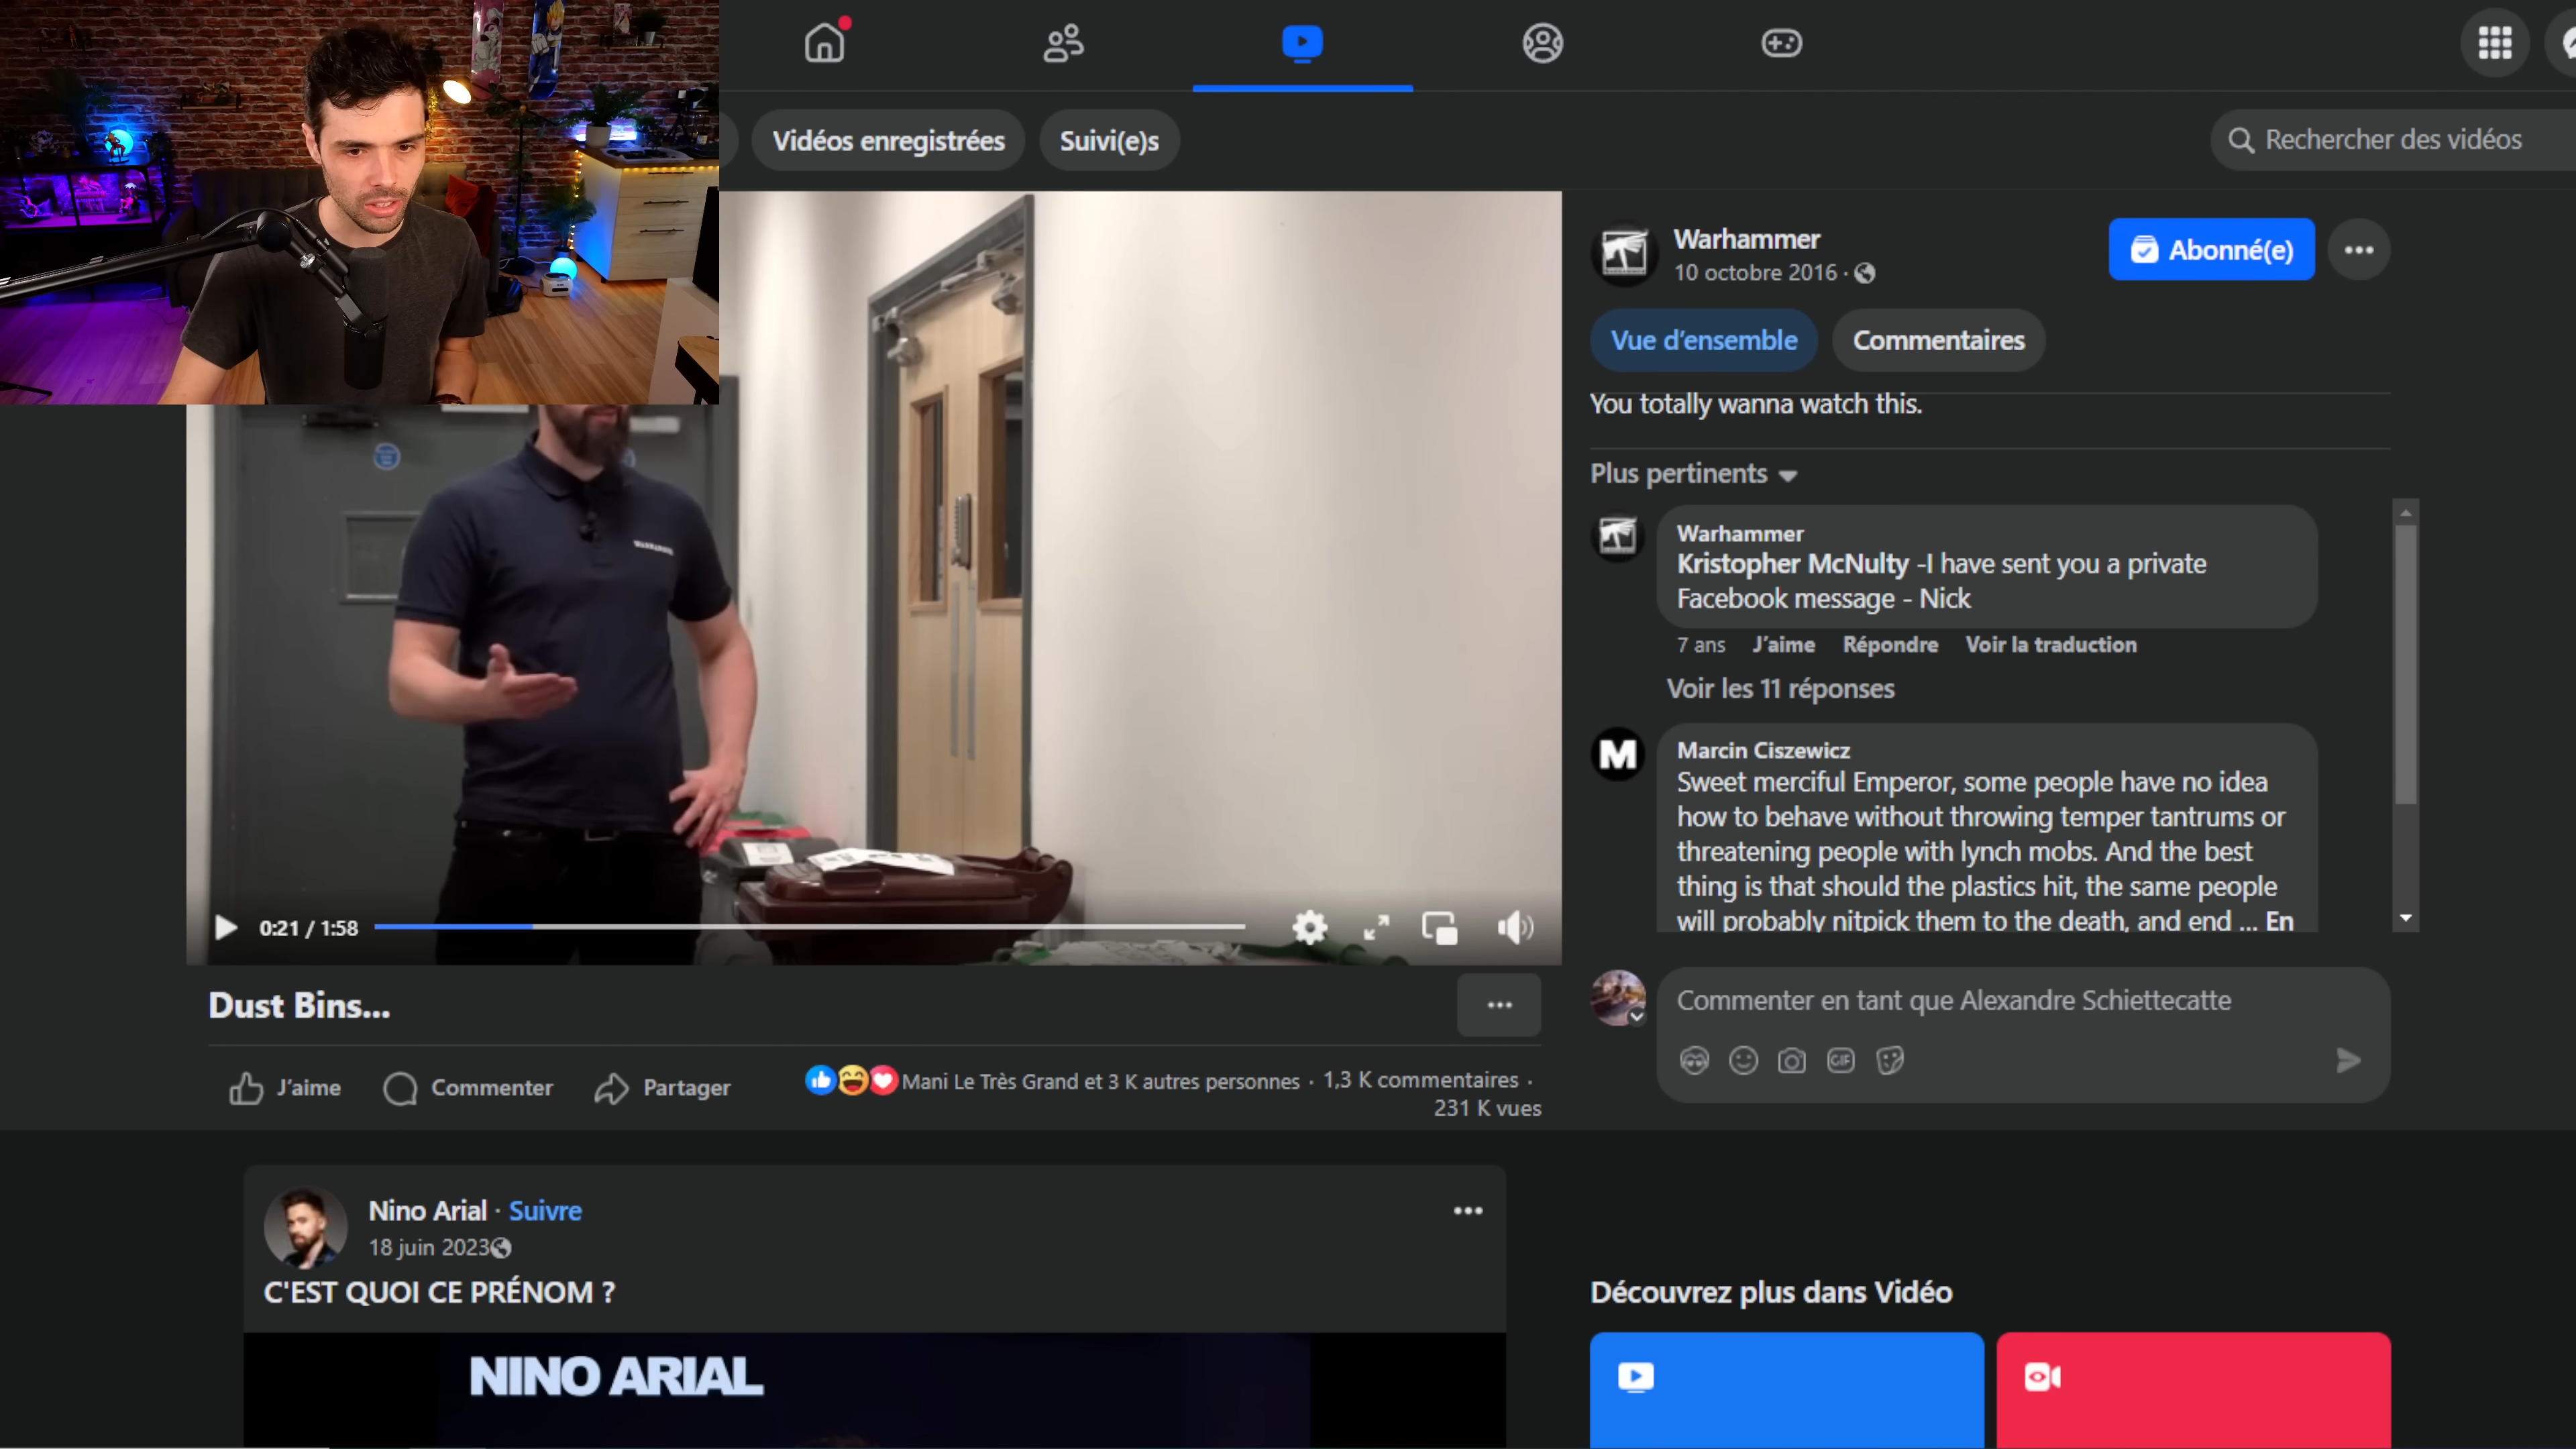 Vidéos enregistrées
Suivi(e)s
Rechercher des vidéos
Warhammer
10 octobre 2016 ·
Abonné(e)
Vue d'ensemble
Commentaires
You totally wanna watch this.
Plus pertinents
Warhammer
Kristopher McNulty -I have sent you a private
Facebook message - Nick
7 ans J'aime Répondre Voir la traduction
Voir les 11 réponses
M
Marcin Ciszewicz
Sweet merciful Emperor, some people have no idea
how to behave without throwing temper tantrums or
threatening people with lynch mobs. And the best
thing is that should the plastics hit, the same people
will probably nitpick them to the death, and end ... En
0:21 / 1:58
Dust Bins...
J'aime
Commenter
Partager
Mani Le Très Grand et 3 K autres personnes · 1,3 K commentaires ·
231 K vues
Commenter en tant que Alexandre Schiettecatte
GIF
Nino Arial · Suivre
18 juin 2023
C'EST QUOI CE PRÉNOM ?
NINO ARIAL
Découvrez plus dans Vidéo